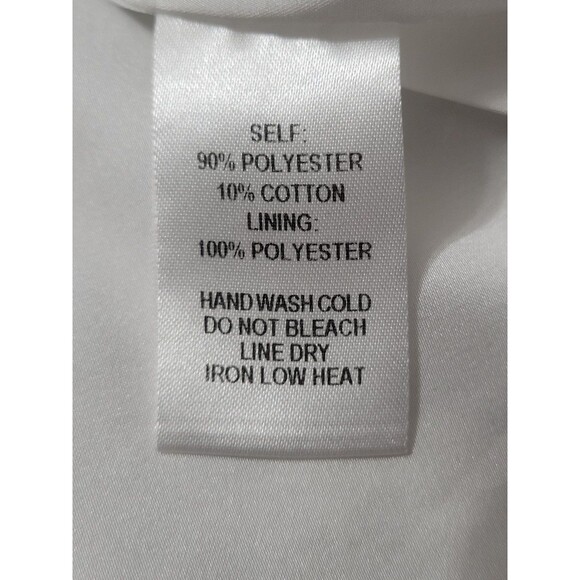 SELF:
90% POLYESTER
10% COTTON
LINING:
100% POLYESTER
HAND WASH COLD
DO NOT BLEACH
LINE DRY
IRON LOW HEAT